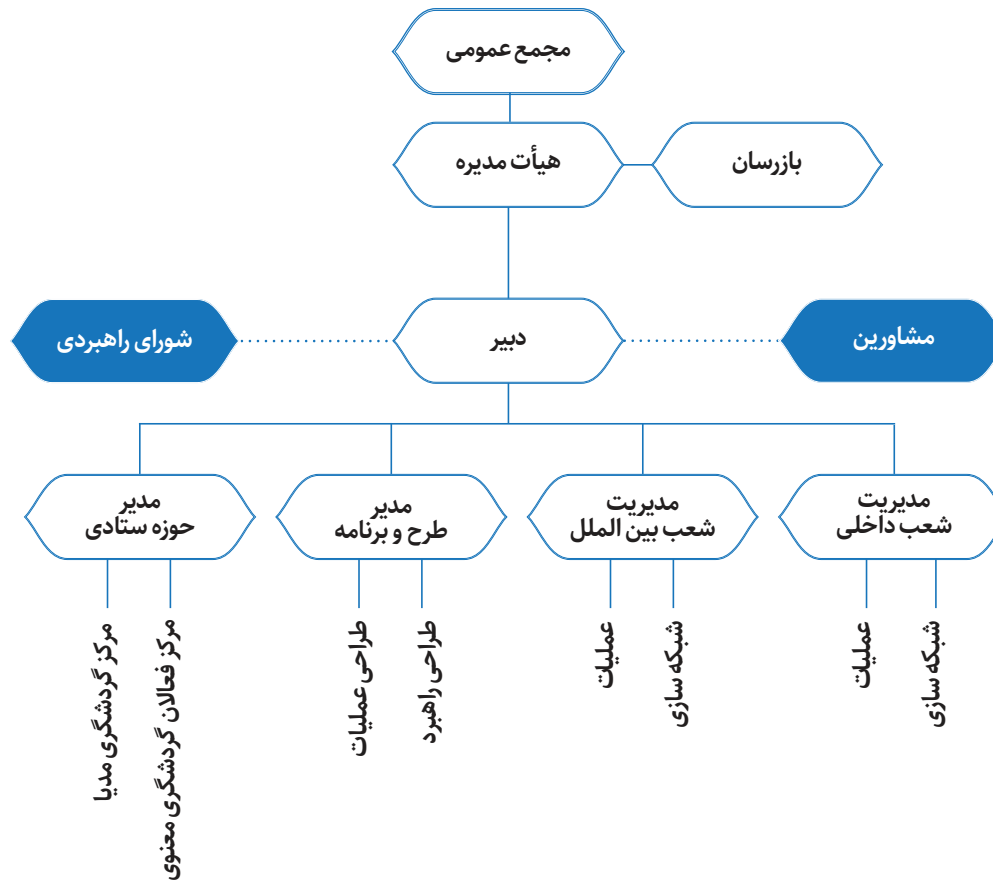 مجمع عمومی
بازرسان
هیأت مدیره
مشاورین
دبیر
شورای راهبردی
مدیریت
شعب داخلی
مدیریت
شعب بین الملل
مدیر
طرح و برنامه
مدیر
حوزه ستادی
شبکه سازی
عملیات
شبکه سازی
عملیات
طراحی راهبرد
طراحی عملیات
مرکز فعالان گردشگری معنوی
مرکز گردشگری مدیا